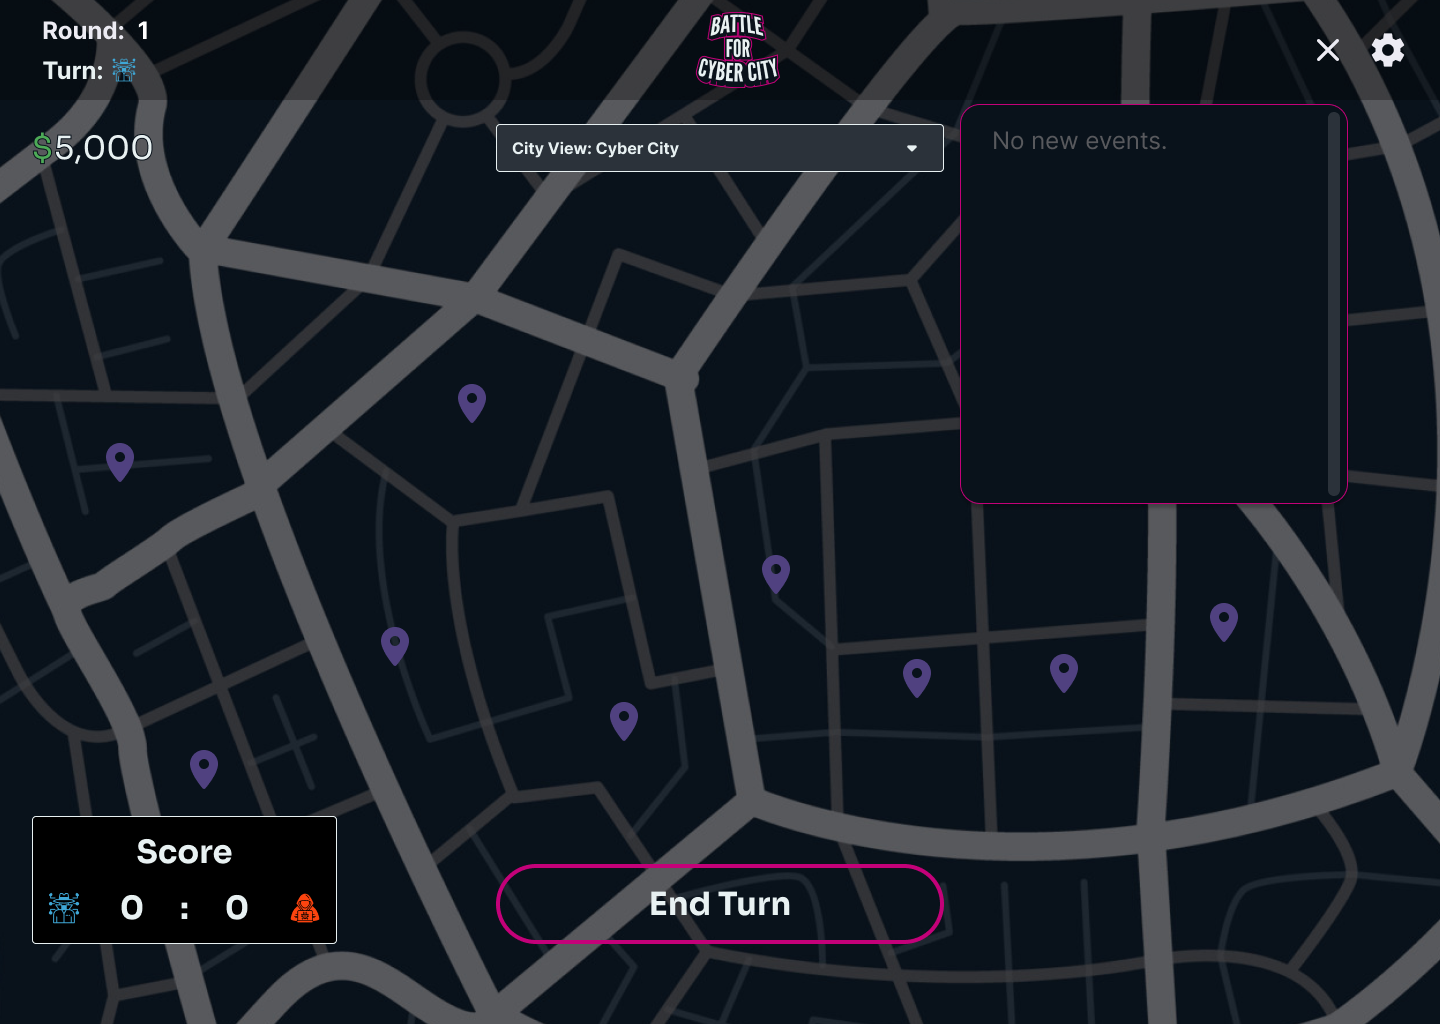 Round: 1
Turn:
BATTLE
FOR
CYBER CITY
$5,000
City View: Cyber City
No new events.
Score
0 : 0
End Turn